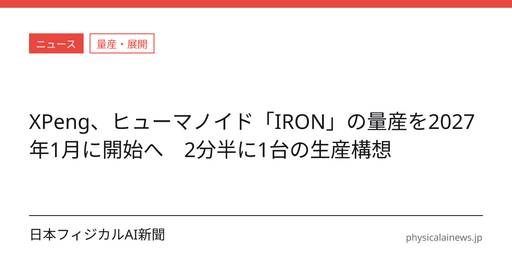 ニュース
量産・展開
XPeng、ヒューマノイド「IRON」の量産を2027
年1月に開始へ　2分半に1台の生産構想
日本フィジカルAI新聞
physicalainews.jp